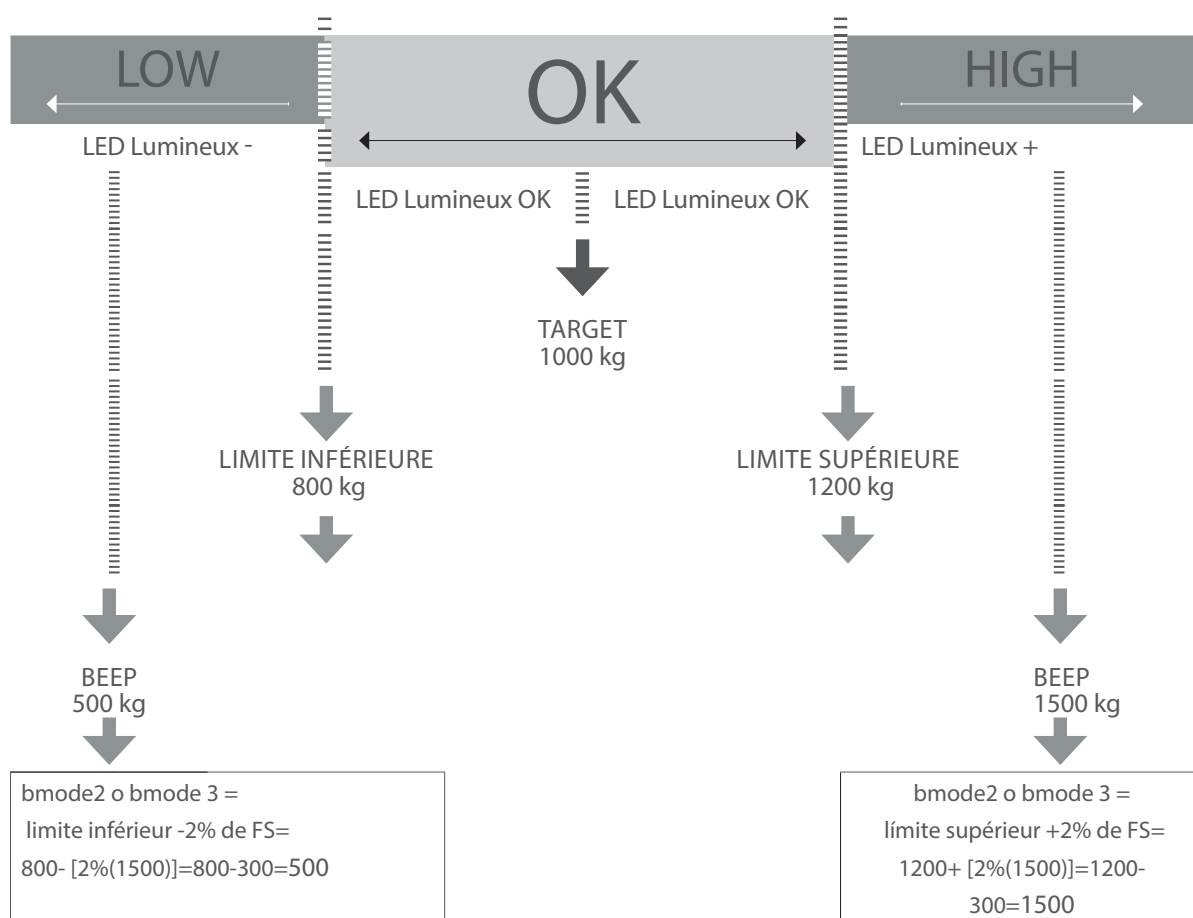 LOW
OK
HIGH
LED Lumineux -
LED Lumineux +
LED Lumineux OK
LED Lumineux OK
TARGET
1000 kg
LIMITE INFÉRIEURE
800 kg
LIMITE SUPÉRIEURE
1200 kg
BEEP
500 kg
BEEP
1500 kg
bmode2 o bmode 3 =
limite inférieur -2% de FS=
800- [2%(1500)]=800-300=500
bmode2 o bmode 3 =
límite supérieur +2% de FS=
1200+ [2%(1500)]=1200-
300=1500